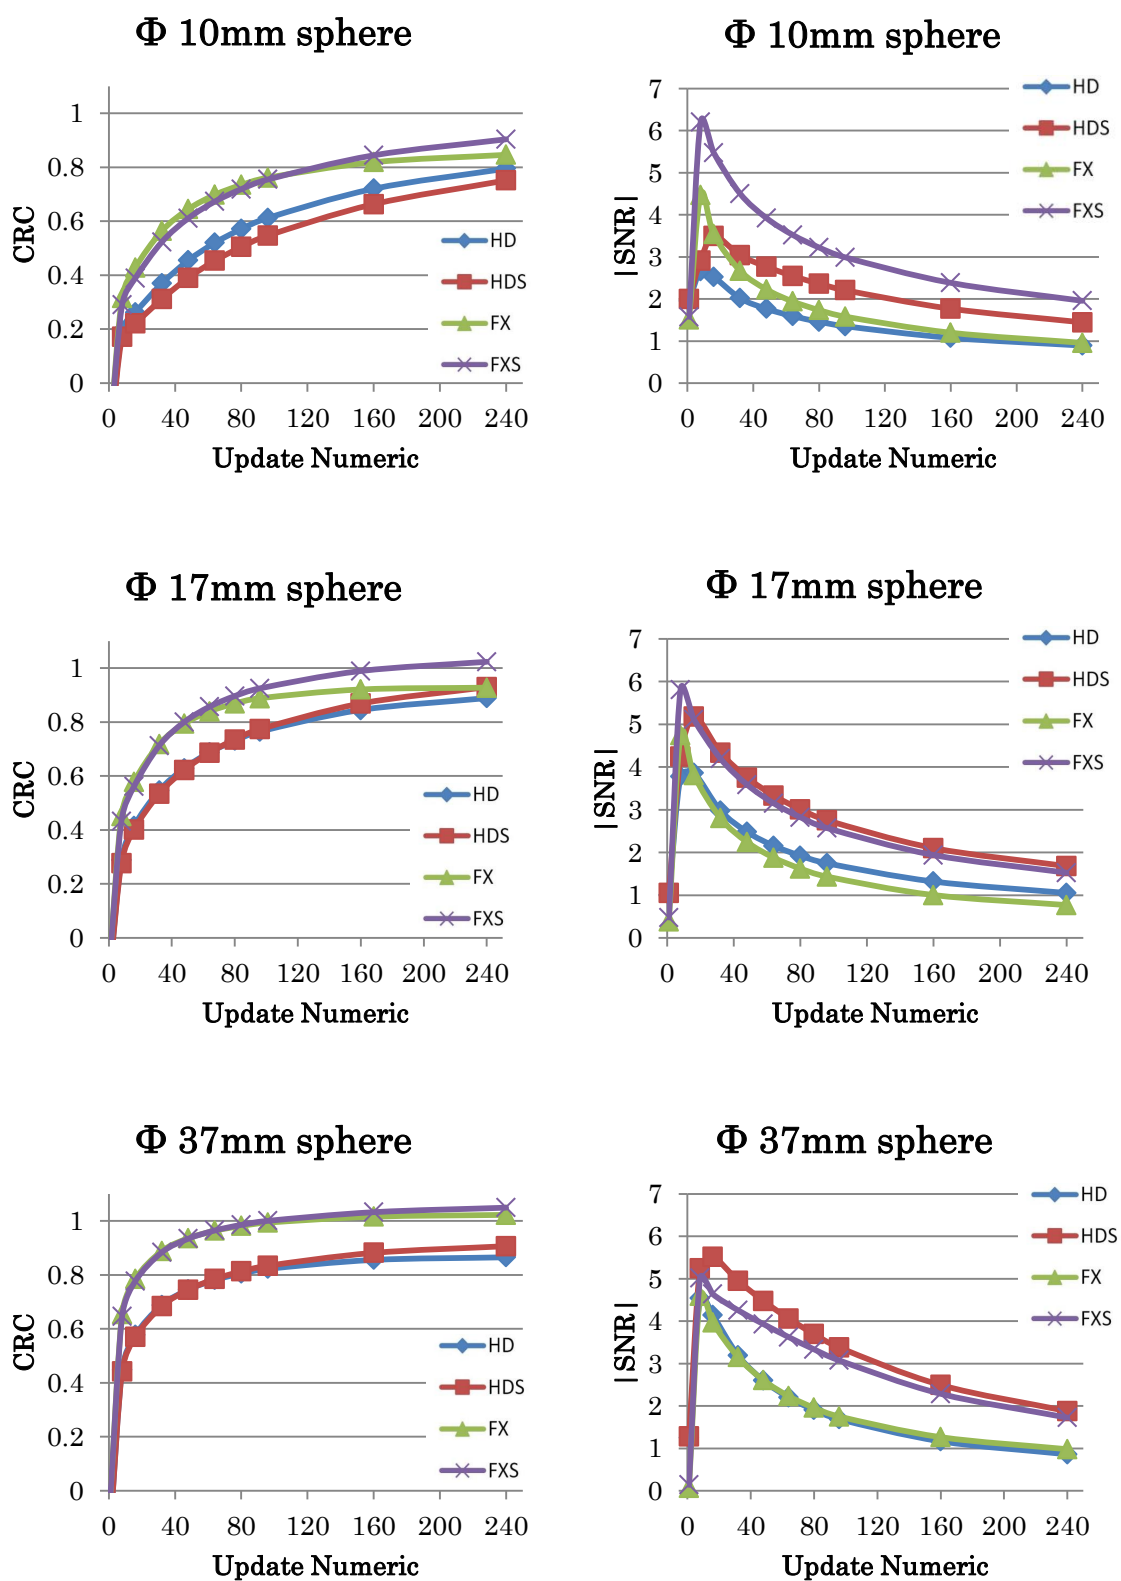 Φ 10mm sphere
CRC
1
0.8
0.6
0.4
0.2
0
0 40 80 120 160 200 240
Update Numeric
HD
HDS
FX
FXS
Φ 10mm sphere
|SNR|
7
6
5
4
3
2
1
0
0 40 80 120 160 200 240
Update Numeric
HD
HDS
FX
FXS
Φ 17mm sphere
CRC
1
0.8
0.6
0.4
0.2
0
0 40 80 120 160 200 240
Update Numeric
HD
HDS
FX
FXS
Φ 17mm sphere
|SNR|
7
6
5
4
3
2
1
0
0 40 80 120 160 200 240
Update Numeric
HD
HDS
FX
FXS
Φ 37mm sphere
CRC
1
0.8
0.6
0.4
0.2
0
0 40 80 120 160 200 240
Update Numeric
HD
HDS
FX
FXS
Φ 37mm sphere
|SNR|
7
6
5
4
3
2
1
0
0 40 80 120 160 200 240
Update Numeric
HD
HDS
FX
FXS